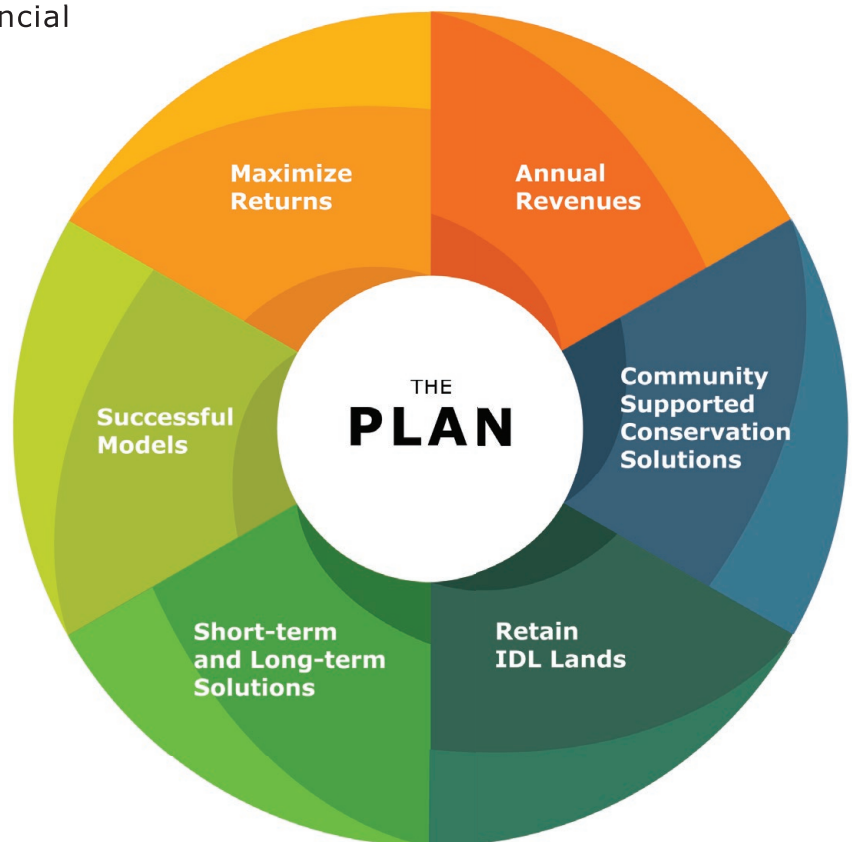 Maximize
Returns
Annual
Revenues
Community
Supported
Conservation
Solutions
THE
PLAN
Successful
Models
Short-term
and Long-term
Solutions
Retain
IDL Lands